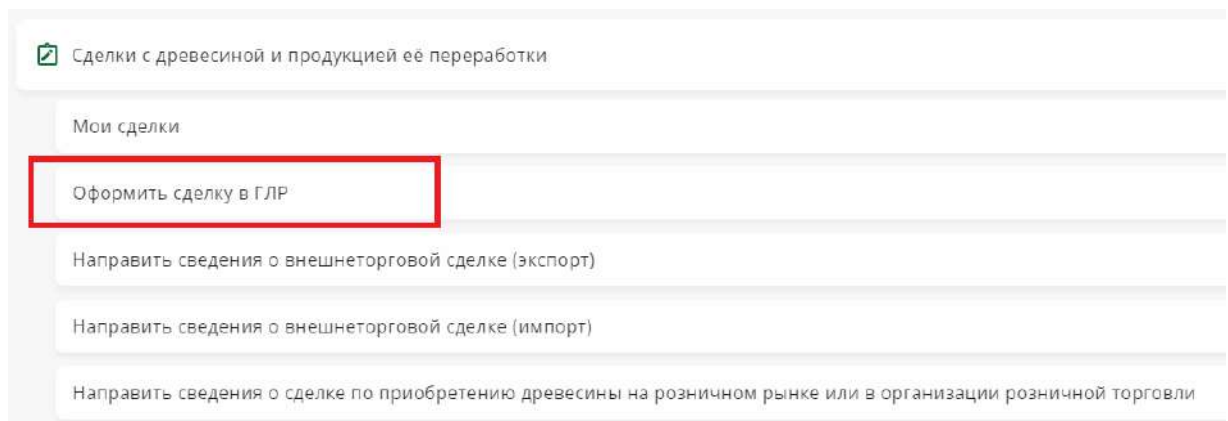 Сделки с древесиной и продукцией её переработки
Мои сделки
Оформить сделку в ГЛР
Направить сведения о внешнеторговой сделке (экспорт)
Направить сведения о внешнеторговой сделке (импорт)
Направить сведения о сделке по приобретению древесины на розничном рынке или в организации розничной торговли